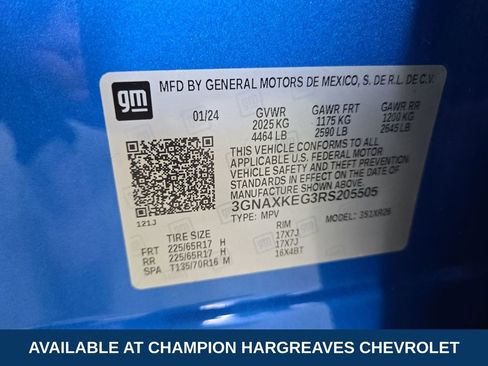 gm
MFD BY GENERAL MOTORS DE MEXICO, S. DE R.L. DE C.V.
01/24 GVWR GAWR FRT GAWR RR
2025 KG 1175 KG 1200 KG
4464 LB 2590 LB 2645 LB
THIS VEHICLE CONFORMS TO ALL
APPLICABLE U.S. FEDERAL MOTOR
VEHICLE SAFETY AND THEFT PREVENTION
STANDARDS IN EFFECT ON THE DATE OF
MANUFACTURE SHOWN ABOVE.
3GNAXKEG3RS205505
TYPE: MPV MODEL: 3S1XR26
121J
TIRE SIZE RIM
FRT 225/65R17 H 17X7J
RR 225/65R17 H 17X7J
SPA T135/70R16 M 16X4BT
AVAILABLE AT CHAMPION HARGREAVES CHEVROLET